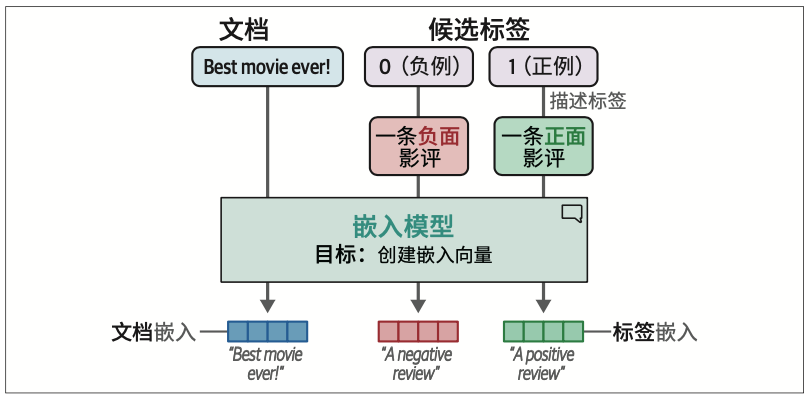 文档
候选标签
Best movie ever!
0（负例）
1（正例）
描述标签
一条负面
影评
一条正面
影评
嵌入模型
目标：创建嵌入向量
文档嵌入
标签嵌入
"Best movie
ever!"
"A negative
review"
"A positive
review"